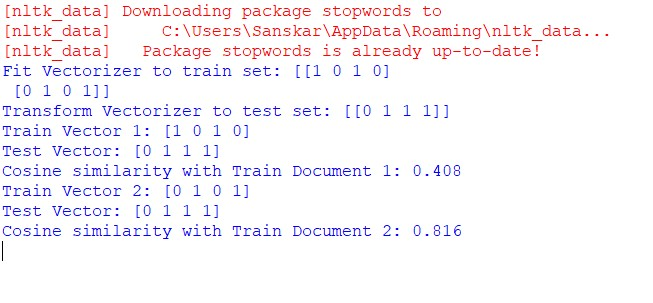 [nltk_data] Downloading package stopwords to
[nltk_data]     C:\Users\Sanskar\AppData\Roaming\nltk_data...
[nltk_data]   Package stopwords is already up-to-date!
Fit Vectorizer to train set: [[1 0 1 0]
 [0 1 0 1]]
Transform Vectorizer to test set: [[0 1 1 1]]
Train Vector 1: [1 0 1 0]
Test Vector: [0 1 1 1]
Cosine similarity with Train Document 1: 0.408
Train Vector 2: [0 1 0 1]
Test Vector: [0 1 1 1]
Cosine similarity with Train Document 2: 0.816